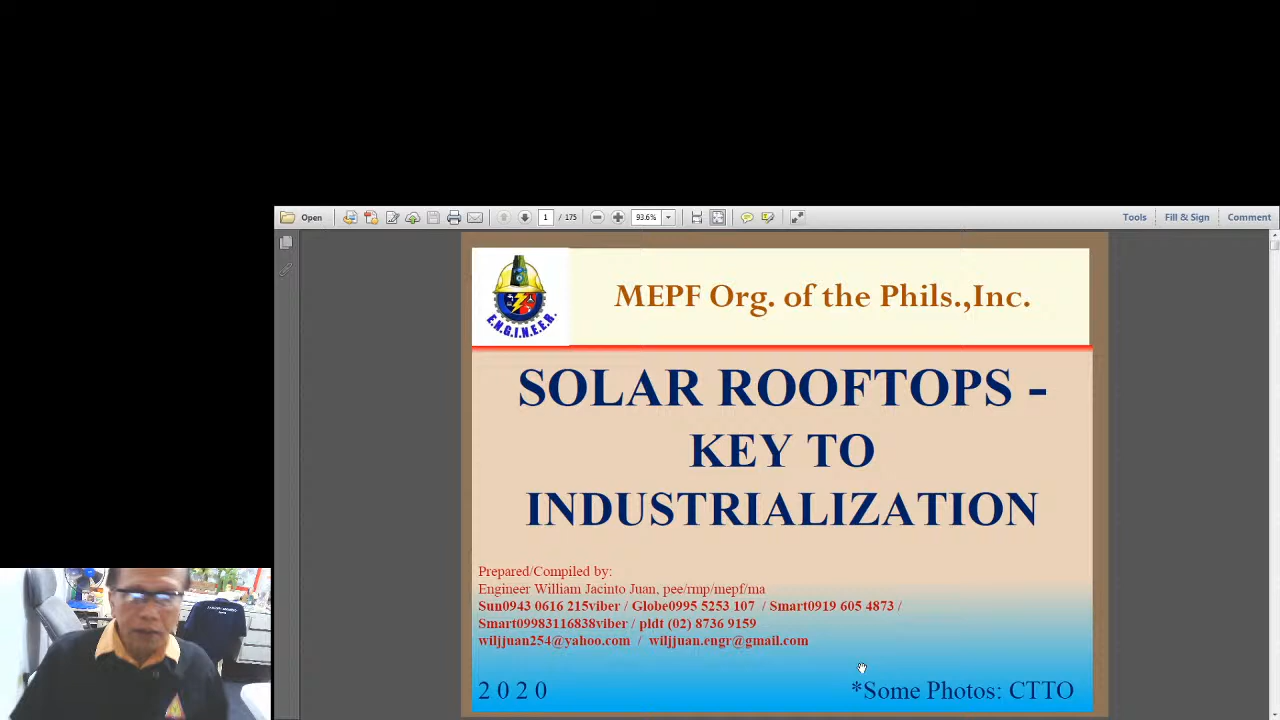 Open
1 / 175
93.6%
Tools
Fill & Sign
Comment
E.N.G.I.N.E.E.R.
MEPF Org. of the Phils.,Inc.
SOLAR ROOFTOPS -
KEY TO
INDUSTRIALIZATION
Prepared/Compiled by:
Engineer William Jacinto Juan, pee/rmp/mepf/ma
Sun0943 0616 215viber / Globe0995 5253 107 / Smart0919 605 4873 /
Smart09983116838viber / pldt (02) 8736 9159
wiljjuan254@yahoo.com / wiljjuan.engr@gmail.com
2 0 2 0
*Some Photos: CTTO